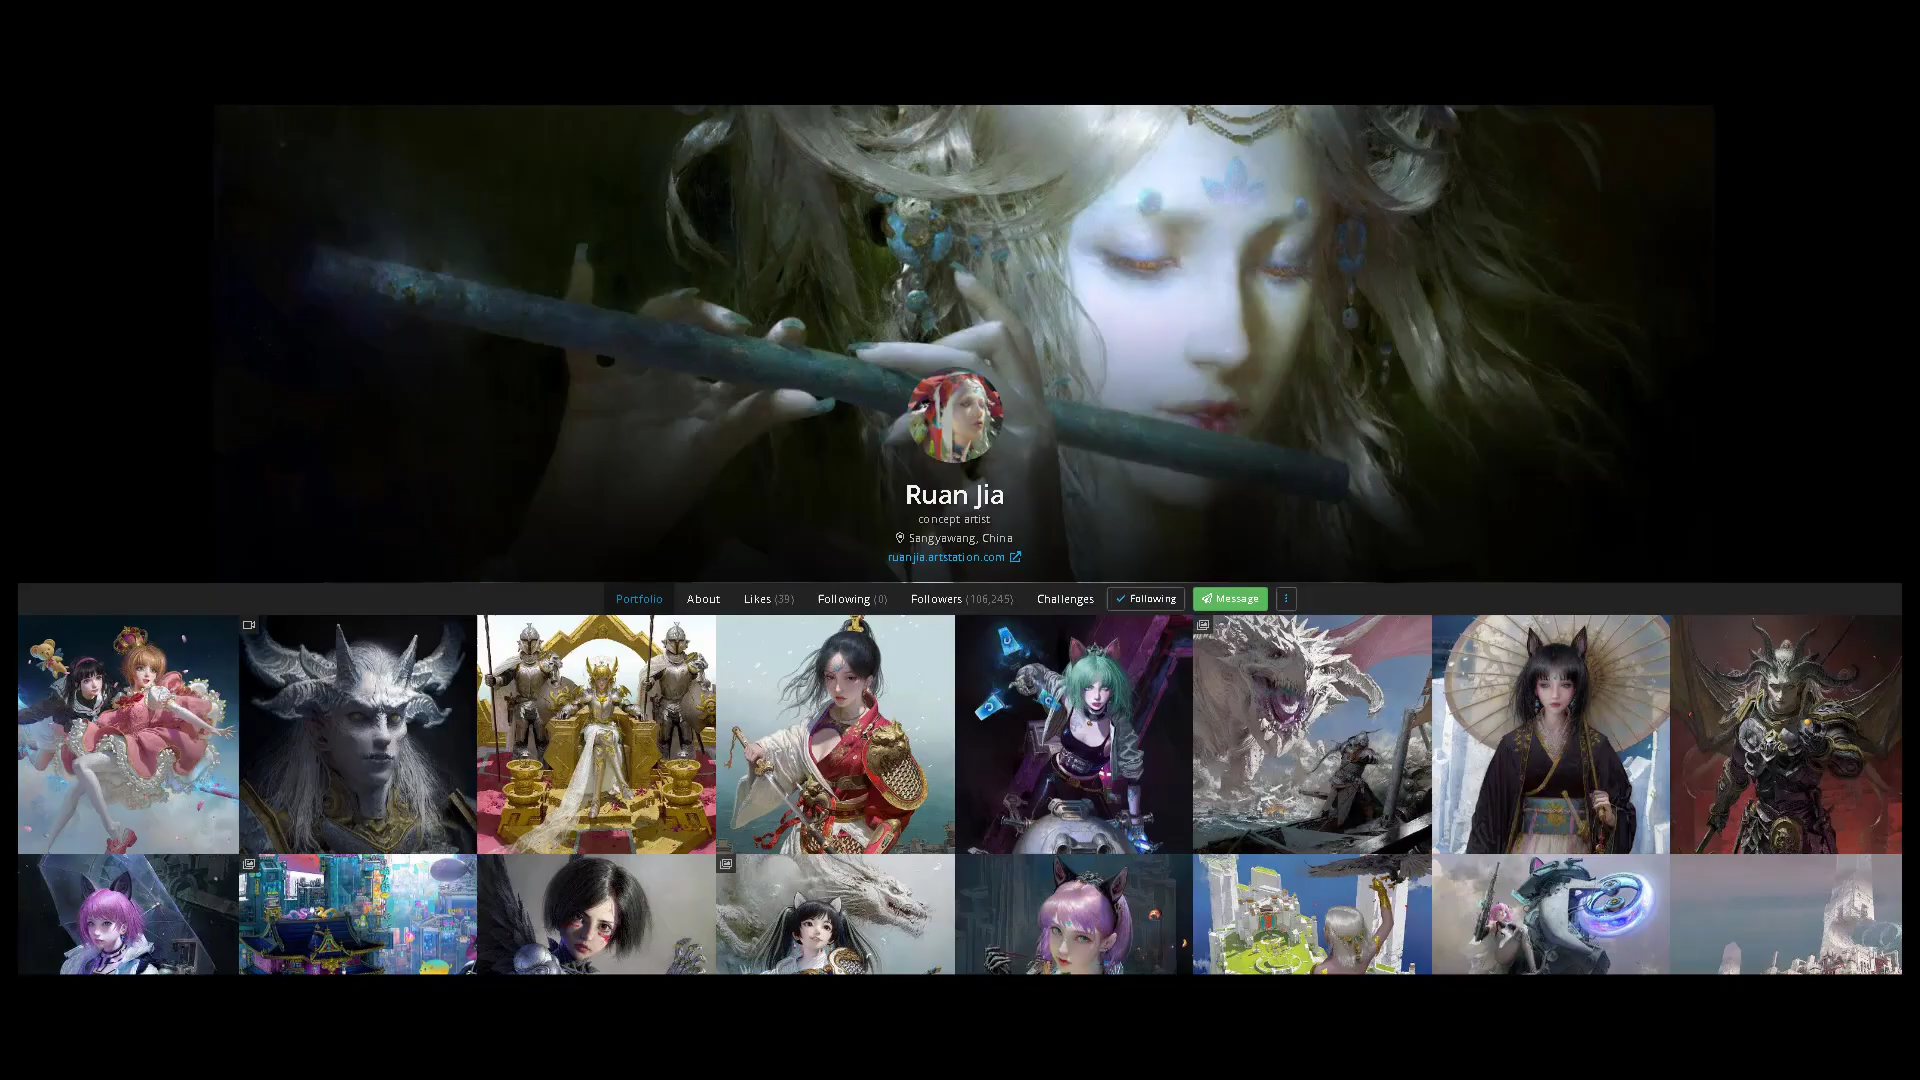 Ruan Jia
concept artist
Sangyawang, China
ruanjia.artstation.com
Portfolio About Likes (39) Following (0) Followers (106,245) Challenges Following Message